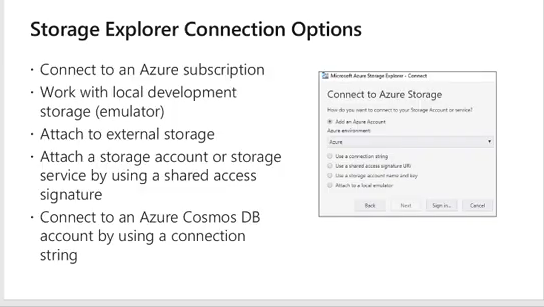 Storage Explorer Connection Options
· Connect to an Azure subscription
· Work with local development
storage (emulator)
· Attach to external storage
· Attach a storage account or storage
service by using a shared access
signature
· Connect to an Azure Cosmos DB
account by using a connection
string
Microsoft Azure Storage Explorer - Connect
Connect to Azure Storage
How do you want to connect to your Storage Account or service?
Add an Azure Account
Azure environment:
Azure
Use a connection string
Use a shared access signature URI
Use a storage account name and key
Attach to a local emulator
Back Next Sign in... Cancel